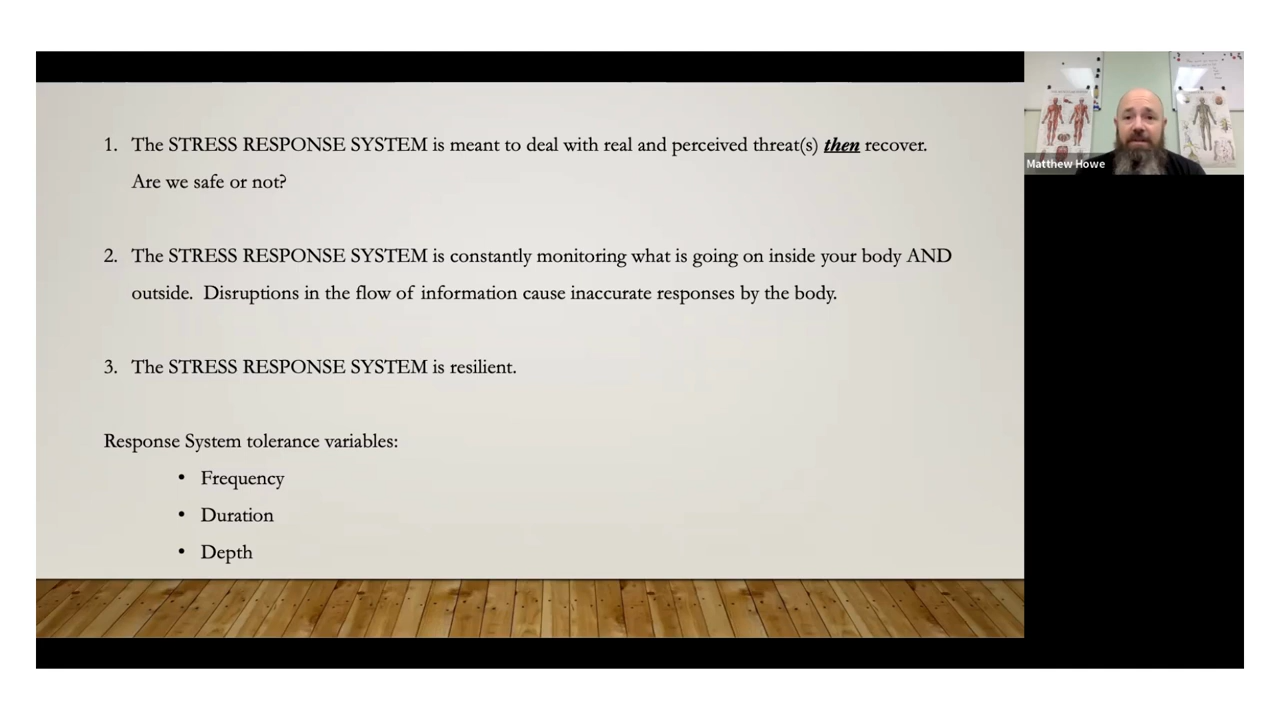 1. The STRESS RESPONSE SYSTEM is meant to deal with real and perceived threat(s) then recover.
Are we safe or not?
2. The STRESS RESPONSE SYSTEM is constantly monitoring what is going on inside your body AND
outside. Disruptions in the flow of information cause inaccurate responses by the body.
3. The STRESS RESPONSE SYSTEM is resilient.
Response System tolerance variables:
• Frequency
• Duration
• Depth
Matthew Howe